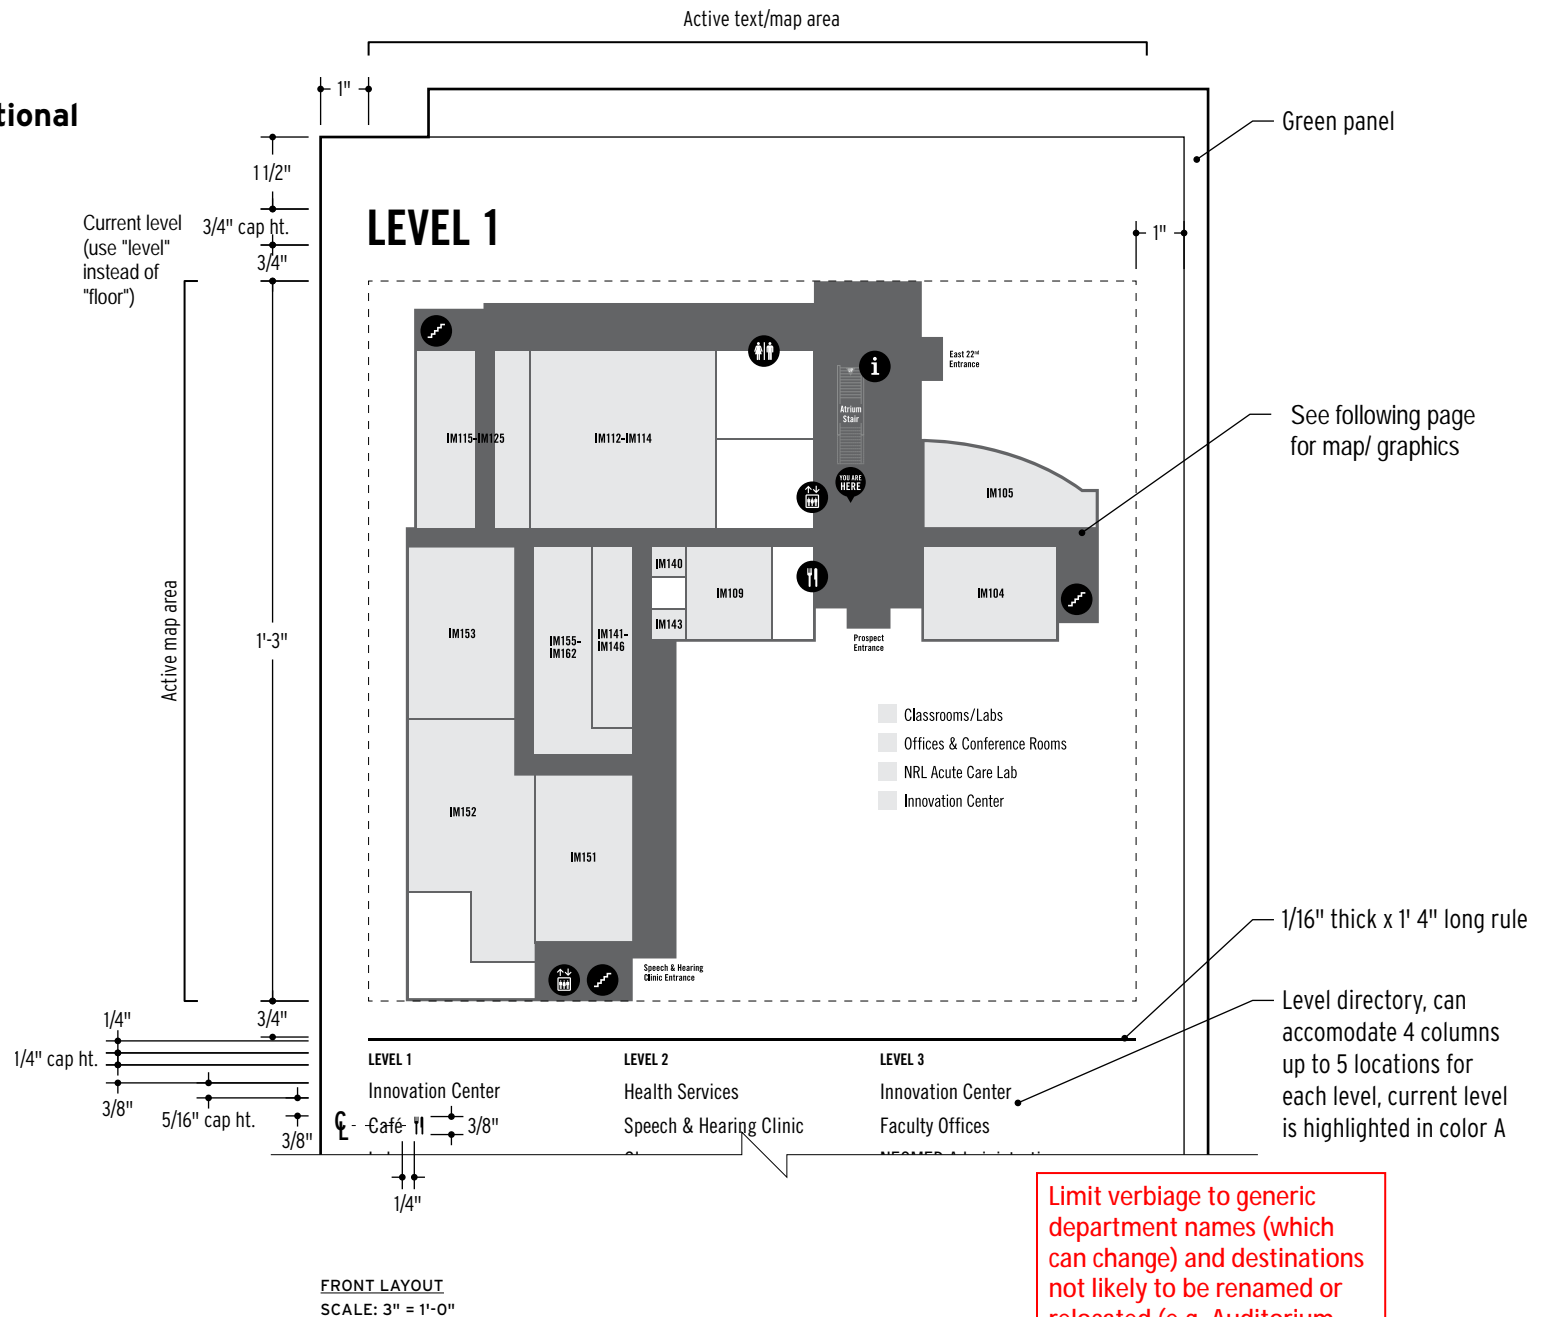 Active text/map area
1"
tional
Green panel
1 1/2"
Current level
(use "level"
instead of
"floor")
3/4" cap ht.
3/4"
LEVEL 1
1"
East 22nd
Entrance
Atrium
Stair
YOU ARE
HERE
See following page
for map/ graphics
IM115-IM125
IM112-IM114
IM105
IM140
IM109
IM104
IM143
IM153
IM155-
IM162
IM141-
IM146
Prospect
Entrance
Active map area
1'-3"
Classrooms/Labs
Offices & Conference Rooms
NRL Acute Care Lab
Innovation Center
IM152
IM151
1/16" thick x 1' 4" long rule
Speech & Hearing
Clinic Entrance
Level directory, can
accomodate 4 columns
up to 5 locations for
each level, current level
is highlighted in color A
1/4"
3/4"
1/4" cap ht.
3/8"
5/16" cap ht.
3/8"
LEVEL 1
Innovation Center
Café
3/8"
1/4"
LEVEL 2
Health Services
Speech & Hearing Clinic
LEVEL 3
Innovation Center
Faculty Offices
Limit verbiage to generic
department names (which
can change) and destinations
not likely to be renamed or
relocated (e.g. Auditorium
FRONT LAYOUT
SCALE: 3" = 1'-0"